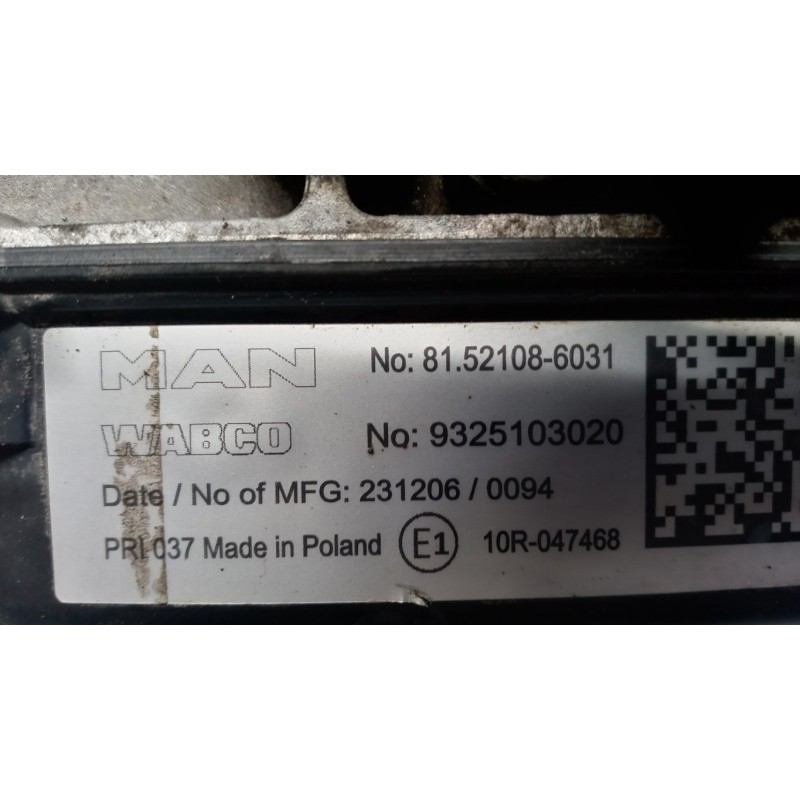 MAN No: 81.52108-6031
WABCO No: 9325103020
Date / No of MFG: 231206 / 0094
PRI 037 Made in Poland E1 10R-047468